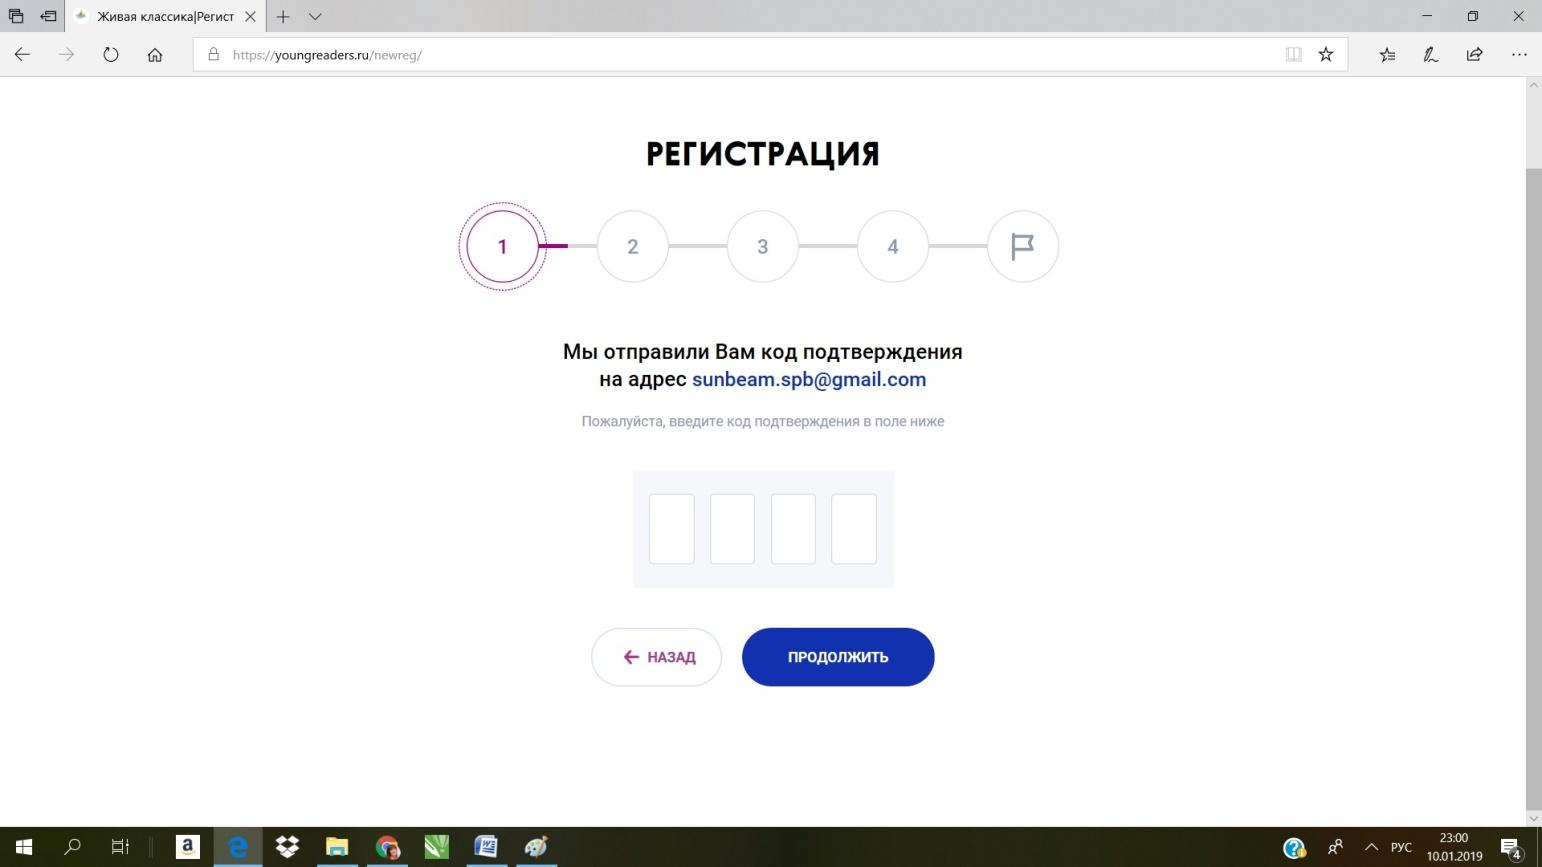 Живая классика|Регист
https://youngreaders.ru/newreg/
РЕГИСТРАЦИЯ
1 2 3 4
Мы отправили Вам код подтверждения
на адрес sunbeam.spb@gmail.com
Пожалуйста, введите код подтверждения в поле ниже
НАЗАД ПРОДОЛЖИТЬ
a РУС 23:00
10.01.2019 4